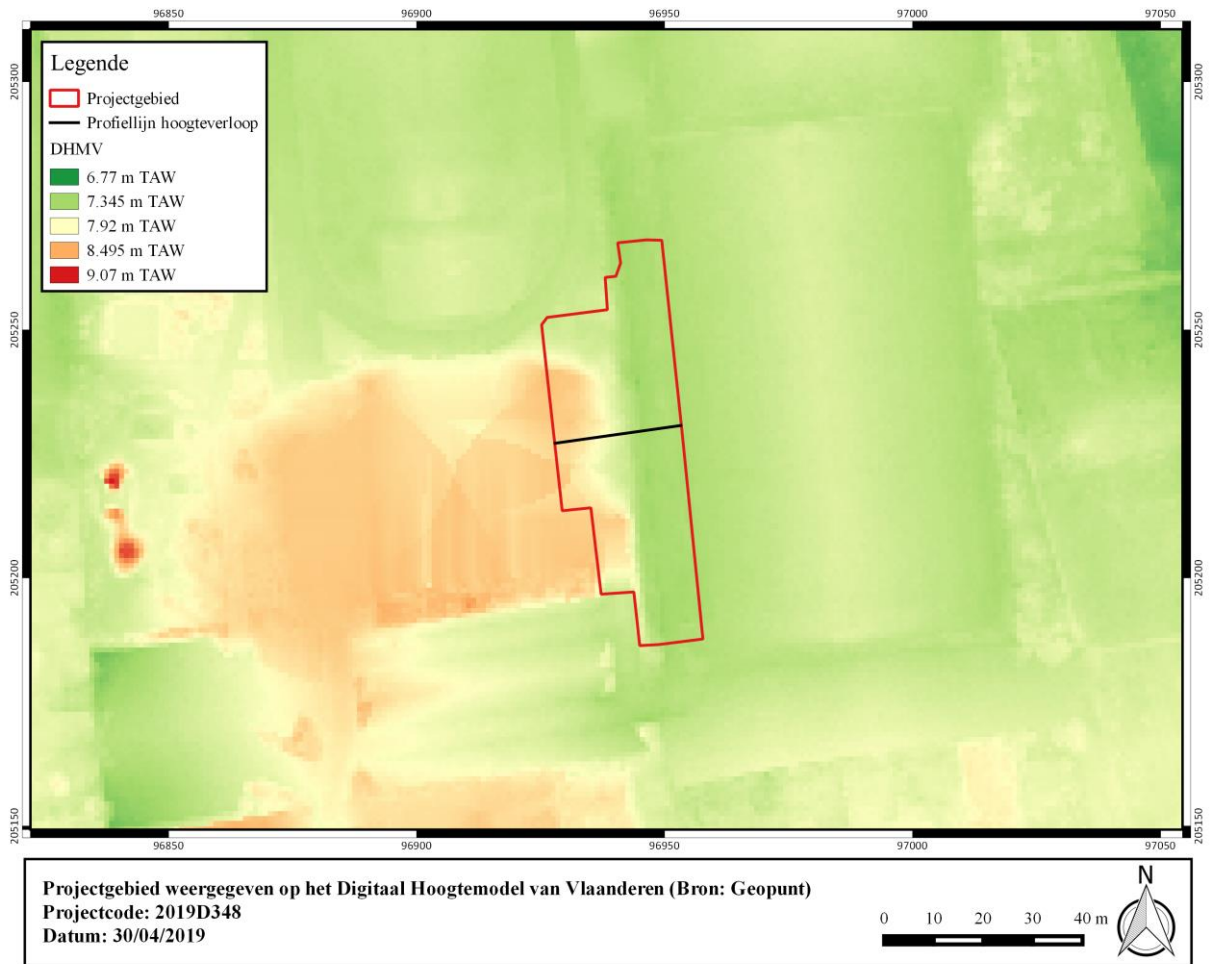 96850 96900 96950 97000 97050
205300 205300
Legende
Projectgebied
Profiellijn hoogteverloop
DHMV
6.77 m TAW
7.345 m TAW
7.92 m TAW
8.495 m TAW
9.07 m TAW
205250 205250
205200 205200
205150 205150
96850 96900 96950 97000 97050
Projectgebied weergegeven op het Digitaal Hoogtemodel van Vlaanderen (Bron: Geopunt)
Projectcode: 2019D348
Datum: 30/04/2019
0 10 20 30 40 m
N